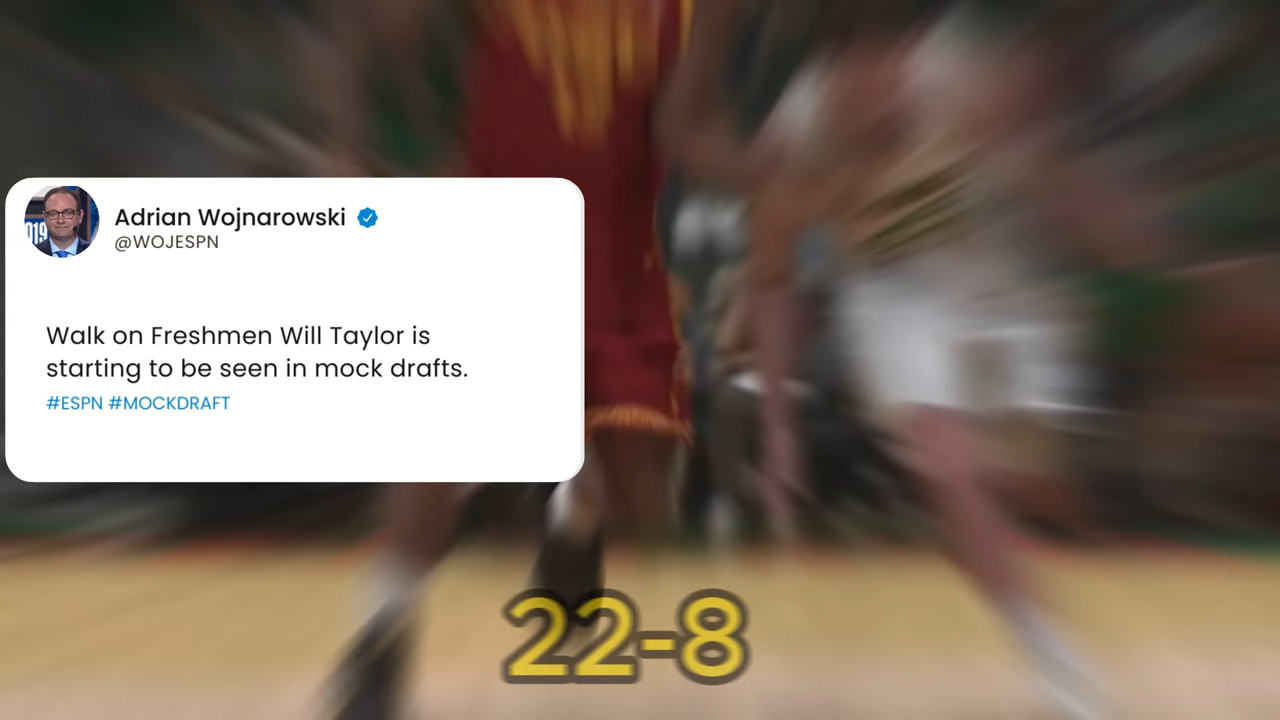 Adrian Wojnarowski
@WOJESPN
Walk on Freshmen Will Taylor is
starting to be seen in mock drafts.
#ESPN #MOCKDRAFT
22-8